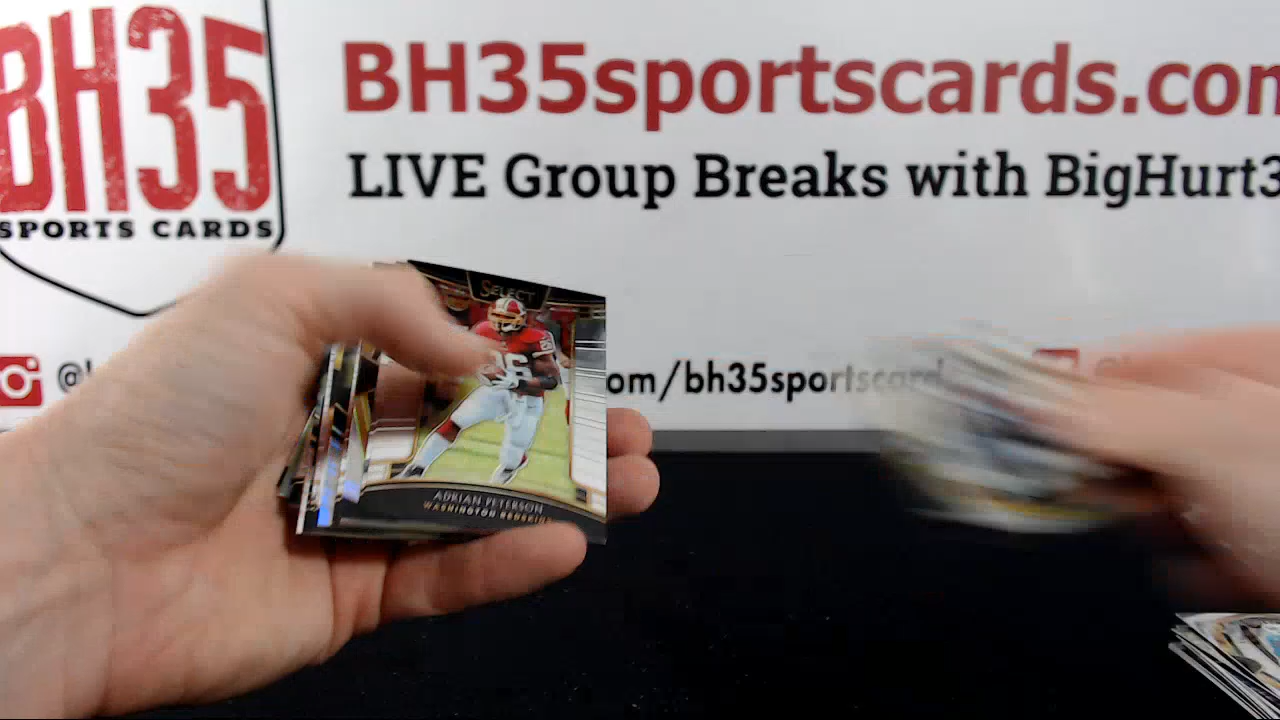 BH35
SPORTS CARDS
BH35sportscards.com
LIVE Group Breaks with BigHurt3
@
om/bh35sportscard
SELECT
ADRIAN PETERSON
WASHINGTON REDSKINS